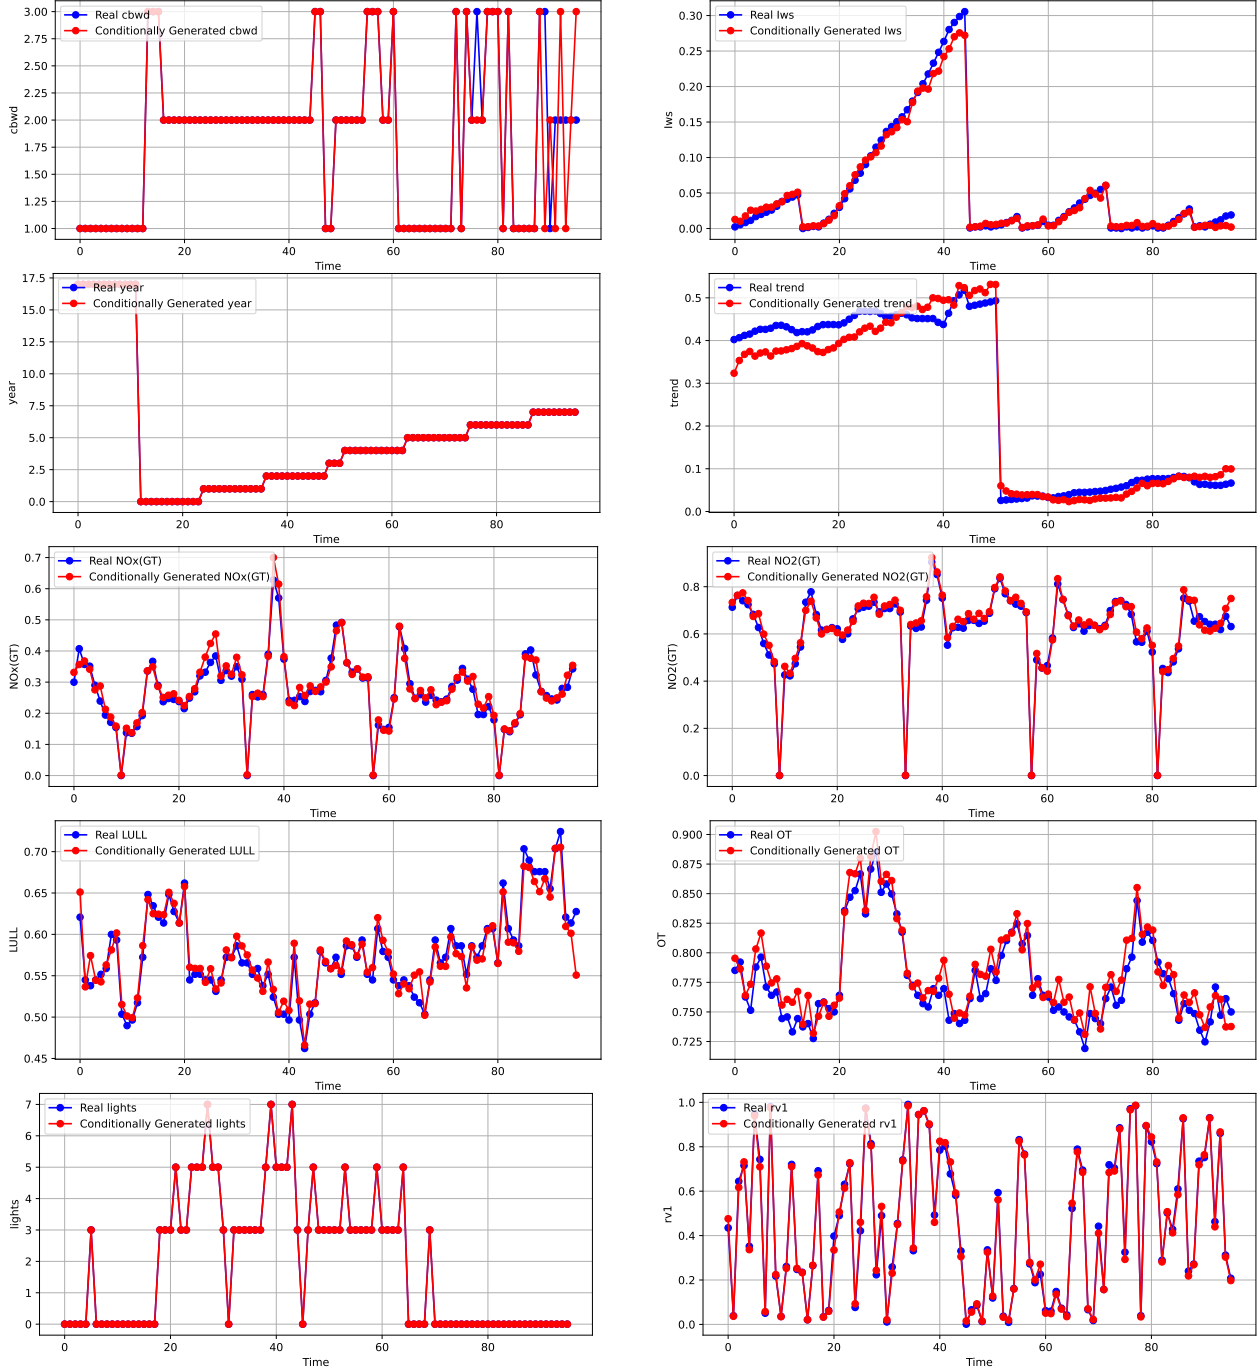 3.00
2.75
2.50
2.25
2.00
1.75
1.50
1.25
1.00
cbwd
Real cbwd
Conditionally Generated cbwd
0 20 40 60 80
Time
0.30
0.25
0.20
0.15
0.10
0.05
0.00
Iws
Real Iws
Conditionally Generated Iws
0 20 40 60 80
Time
17.5
15.0
12.5
10.0
7.5
5.0
2.5
0.0
year
Real year
Conditionally Generated year
0 20 40 60 80
Time
0.5
0.4
0.3
0.2
0.1
0.0
trend
Real trend
Conditionally Generated trend
0 20 40 60 80
Time
0.7
0.6
0.5
0.4
0.3
0.2
0.1
0.0
NOx(GT)
Real NOx(GT)
Conditionally Generated NOx(GT)
0 20 40 60 80
Time
0.8
0.6
0.4
0.2
0.0
NO2(GT)
Real NO2(GT)
Conditionally Generated NO2(GT)
0 20 40 60 80
Time
0.70
0.65
0.60
0.55
0.50
0.45
LULL
Real LULL
Conditionally Generated LULL
0 20 40 60 80
Time
0.900
0.875
0.850
0.825
0.800
0.775
0.750
0.725
OT
Real OT
Conditionally Generated OT
0 20 40 60 80
Time
7
6
5
4
3
2
1
0
lights
Real lights
Conditionally Generated lights
0 20 40 60 80
Time
1.0
0.8
0.6
0.4
0.2
0.0
rv1
Real rv1
Conditionally Generated rv1
0 20 40 60 80
Time